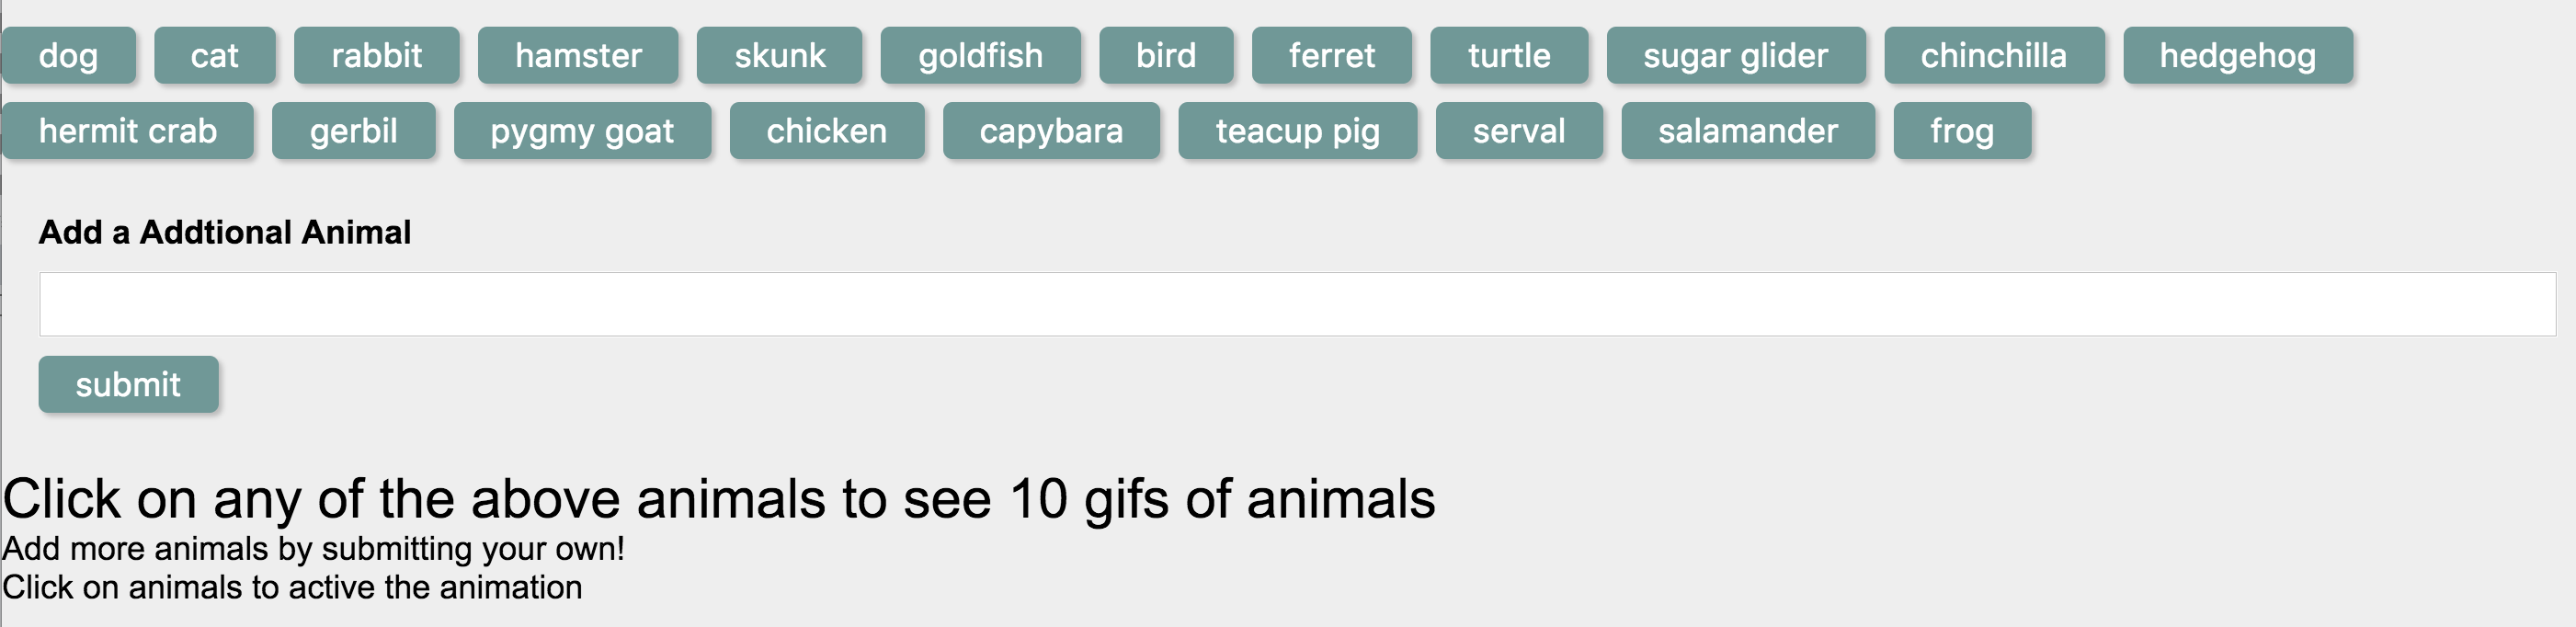 dog cat rabbit hamster skunk goldfish bird ferret turtle sugar glider chinchilla hedgehog
hermit crab gerbil pygmy goat chicken capybara teacup pig serval salamander frog
Add a Addtional Animal
submit
Click on any of the above animals to see 10 gifs of animals
Add more animals by submitting your own!
Click on animals to active the animation